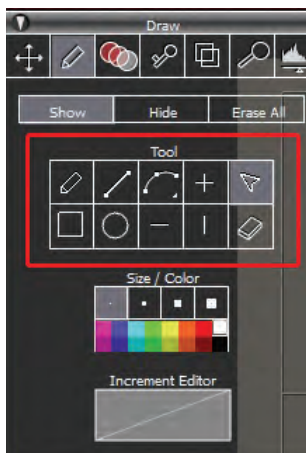 Draw
Show Hide Erase All
Tool
Size / Color
Increment Editor